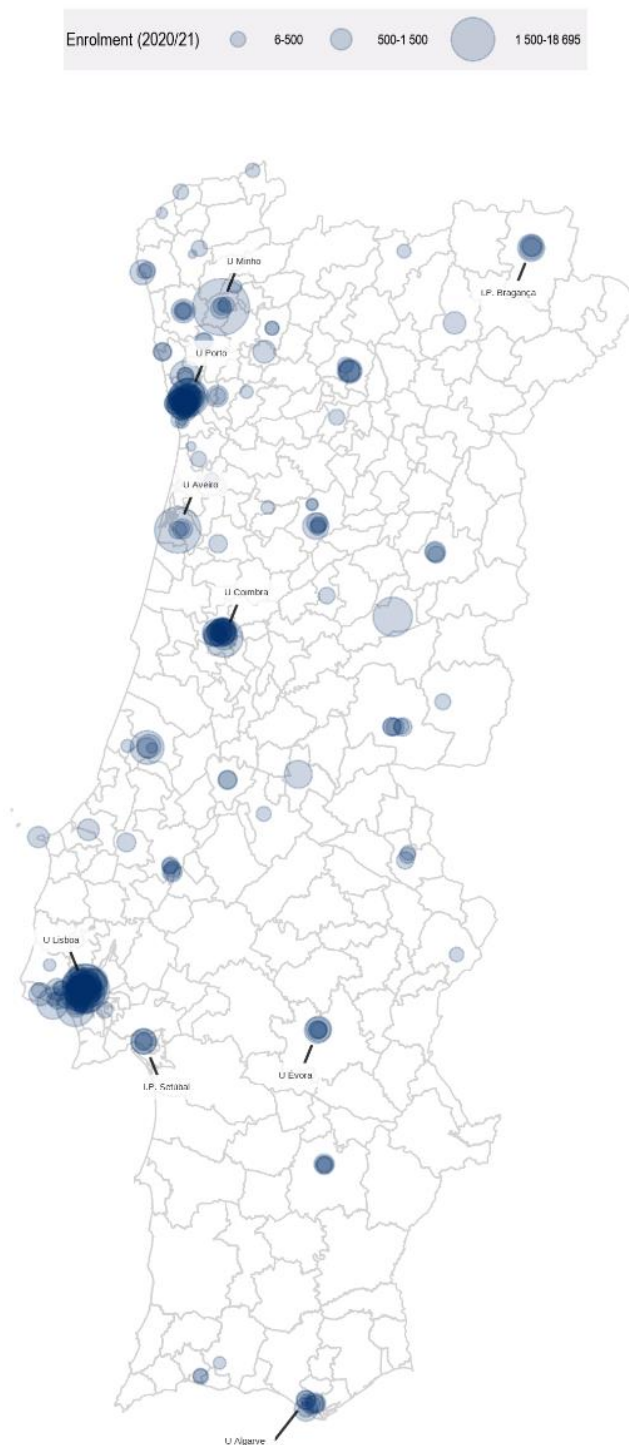 Enrolment (2020/21) 6-500 500-1 500 1 500-18 695
U Minho
I.P. Bragança
U Porto
U Aveiro
U Coimbra
U Lisboa
U Évora
I.P. Setúbal
U Algarve